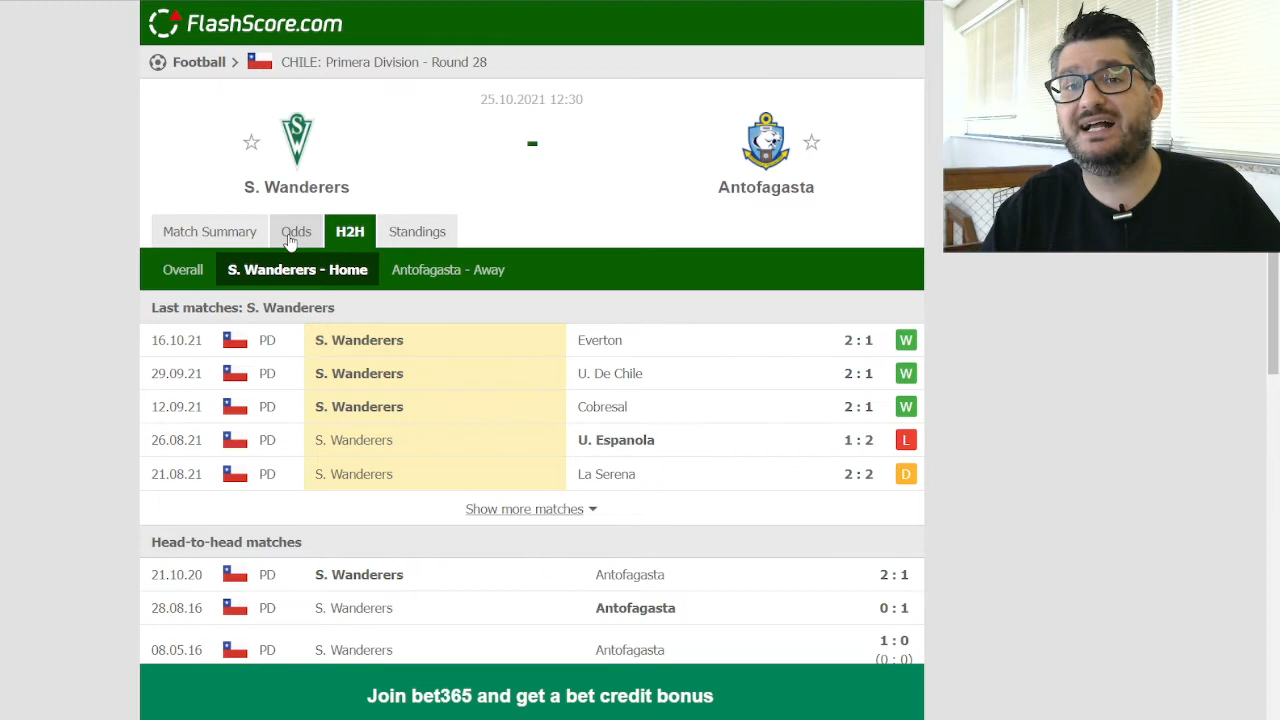 FlashScore.com
Football > CHILE: Primera Division - Round 28
25.10.2021 12:30
-
S. Wanderers Antofagasta
Match Summary Odds H2H Standings
Overall S. Wanderers - Home Antofagasta - Away
Last matches: S. Wanderers
16.10.21 PD S. Wanderers Everton 2 : 1 W
29.09.21 PD S. Wanderers U. De Chile 2 : 1 W
12.09.21 PD S. Wanderers Cobresal 2 : 1 W
26.08.21 PD S. Wanderers U. Espanola 1 : 2 L
21.08.21 PD S. Wanderers La Serena 2 : 2 D
Show more matches
Head-to-head matches
21.10.20 PD S. Wanderers Antofagasta 2 : 1
28.08.16 PD S. Wanderers Antofagasta 0 : 1
08.05.16 PD S. Wanderers Antofagasta 1 : 0
(0 : 0)
Join bet365 and get a bet credit bonus